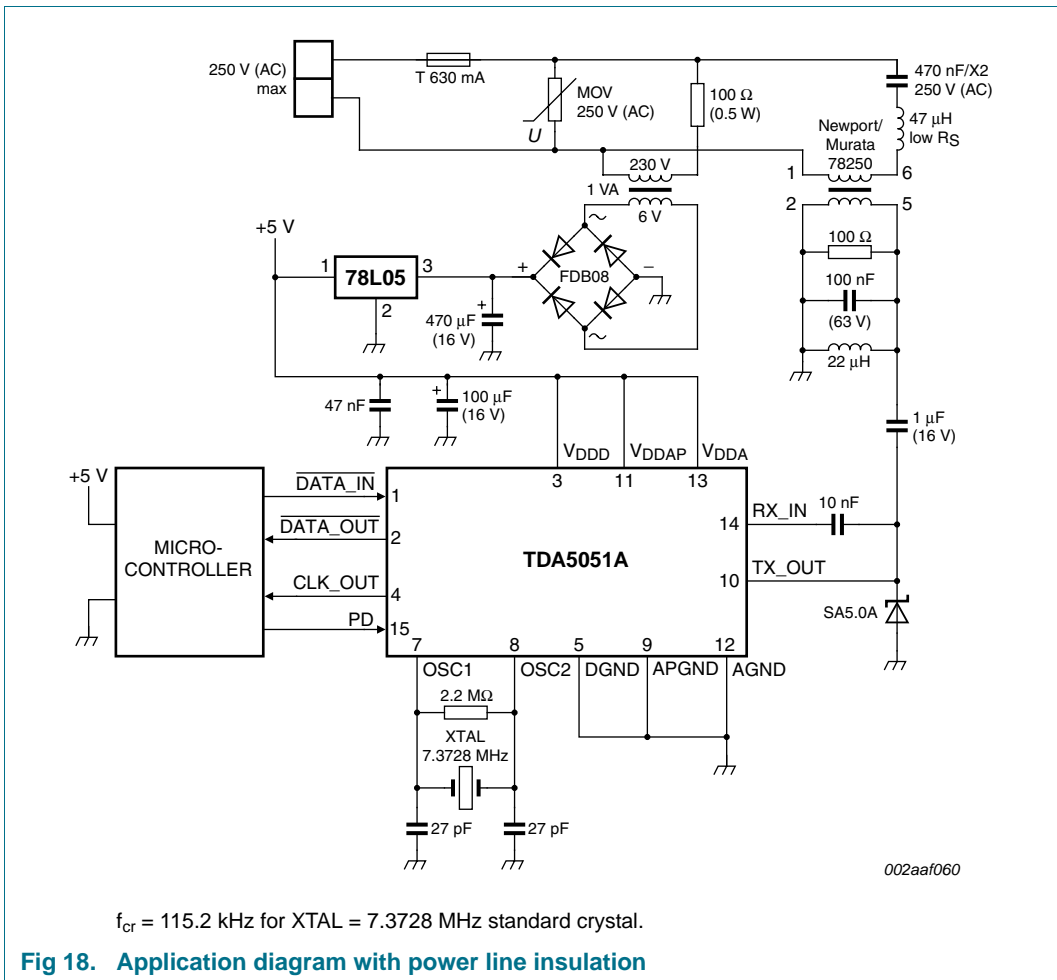 250 V (AC)
max
T 630 mA
MOV
250 V (AC)
U
100 Ω
(0.5 W)
470 nF/X2
250 V (AC)
47 μH
low RS
Newport/
Murata
78250
1
6
2
5
230 V
1 VA
6 V
+5 V
1
78L05
3
2
+
470 μF
(16 V)
∼
+
FDB08
−
∼
100 Ω
100 nF
(63 V)
22 μH
47 nF
+
100 μF
(16 V)
1 μF
(16 V)
VDDD
VDDAP
VDDA
3
11
13
+5 V
MICRO-
CONTROLLER
DATA_IN
1
DATA_OUT
2
CLK_OUT
4
PD
15
TDA5051A
14
RX_IN
10 nF
10
TX_OUT
SA5.0A
7
8
5
9
12
OSC1
OSC2
DGND
APGND
AGND
2.2 MΩ
XTAL
7.3728 MHz
27 pF
27 pF
002aaf060
fcr = 115.2 kHz for XTAL = 7.3728 MHz standard crystal.
Fig 18. Application diagram with power line insulation